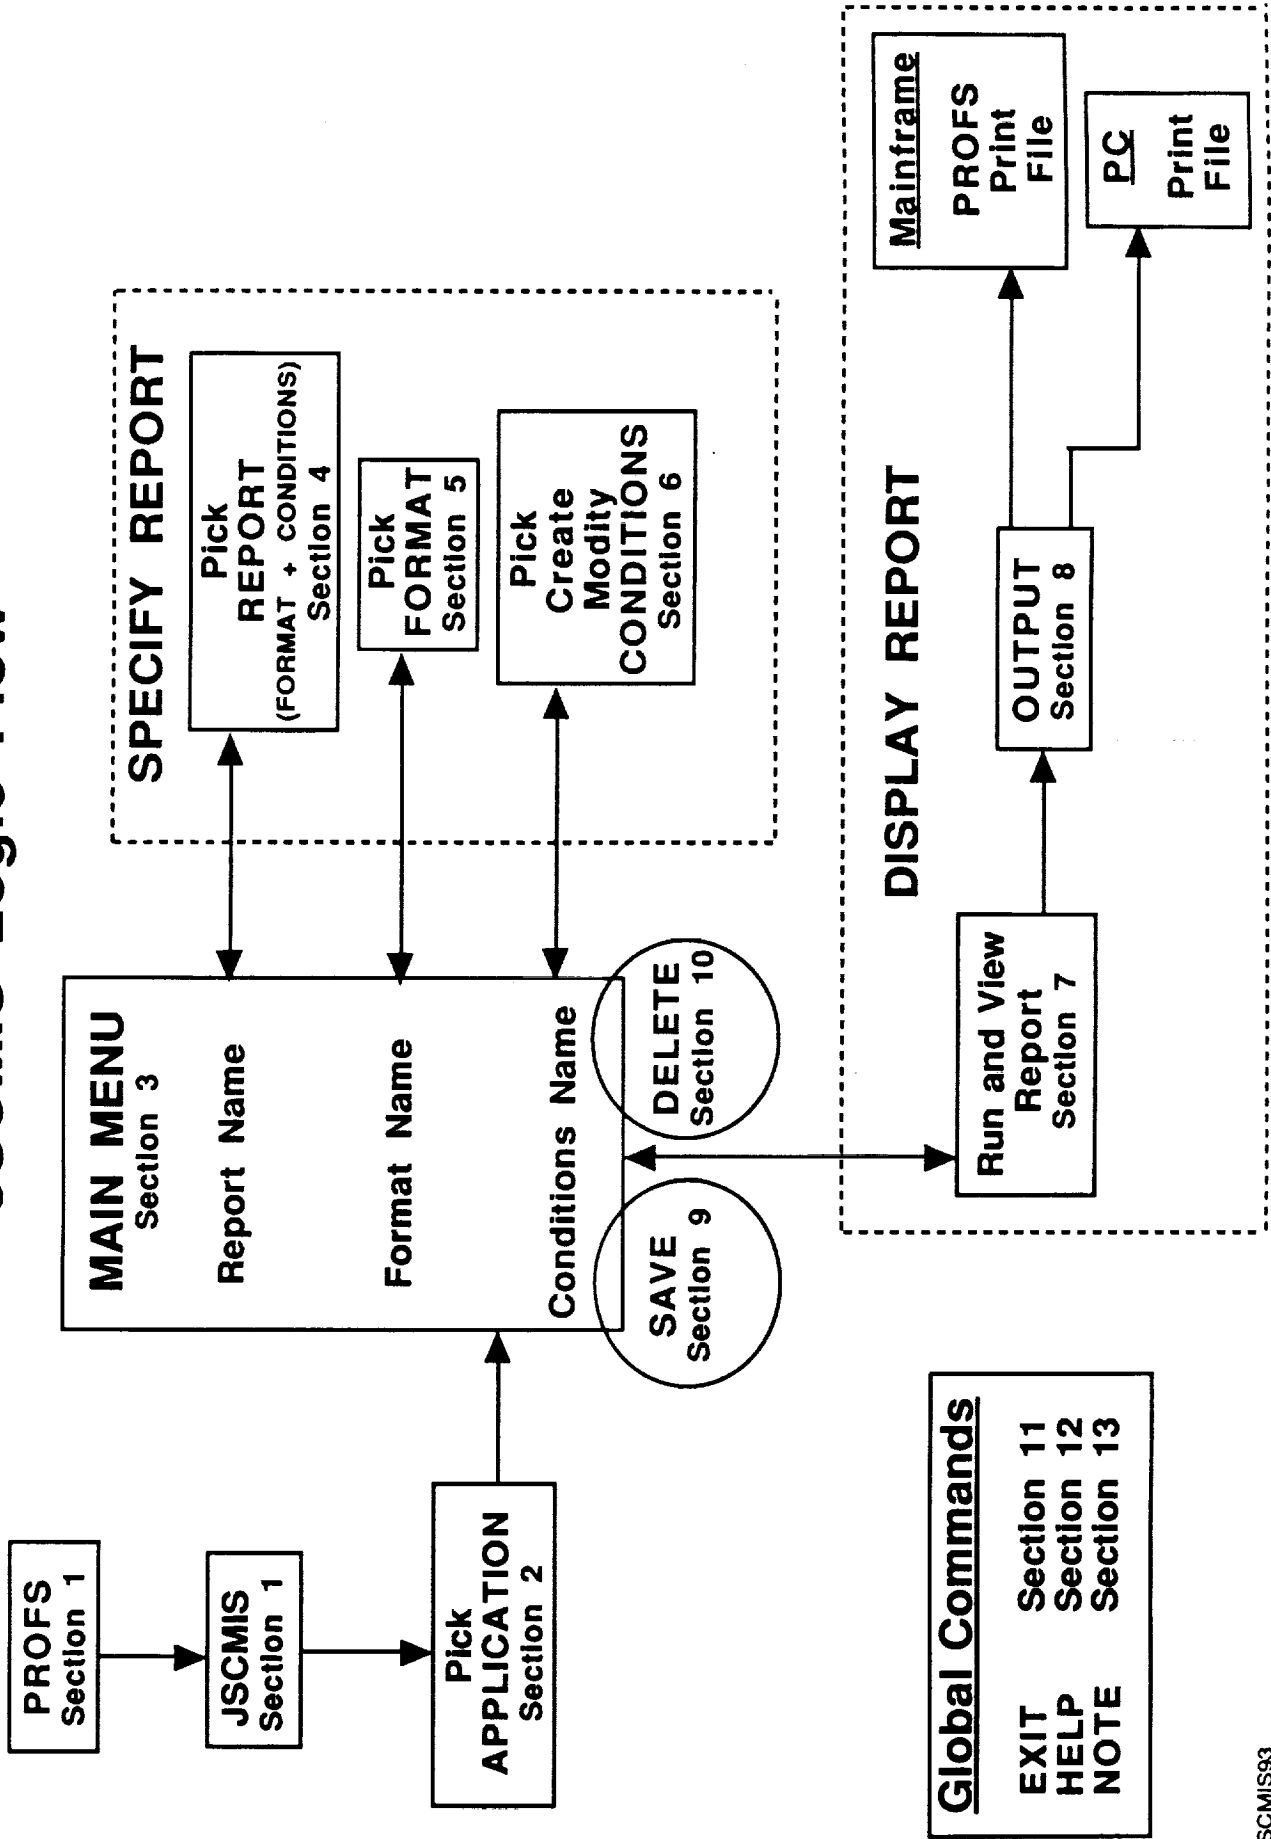 PROFS
Section 1
JSCMIS
Section 1
Pick
APPLICATION
Section 2
MAIN MENU
Section 3
Report Name
Format Name
Conditions Name
SAVE
Section 9
DELETE
Section 10
SPECIFY REPORT
Pick
REPORT
(FORMAT + CONDITIONS)
Section 4
Pick
FORMAT
Section 5
Pick
Create
Modity
CONDITIONS
Section 6
DISPLAY REPORT
Run and View
Report
Section 7
OUTPUT
Section 8
Mainframe
PROFS
Print
File
PC
Print
File
Global Commands
EXIT Section 11
HELP Section 12
NOTE Section 13
SCMIS93